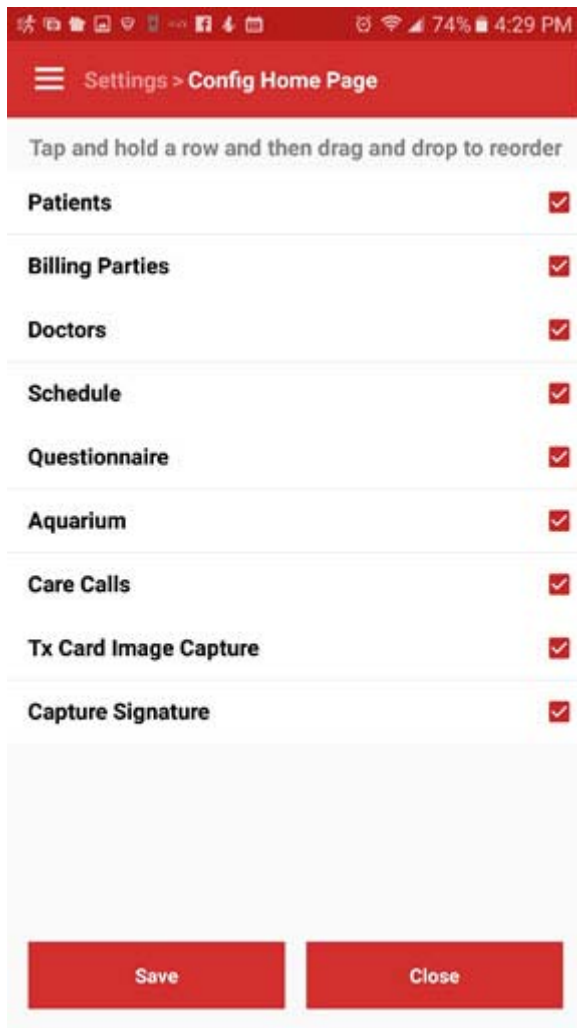 74% 4:29 PM
Settings > Config Home Page
Tap and hold a row and then drag and drop to reorder
Patients
Billing Parties
Doctors
Schedule
Questionnaire
Aquarium
Care Calls
Tx Card Image Capture
Capture Signature
Save Close